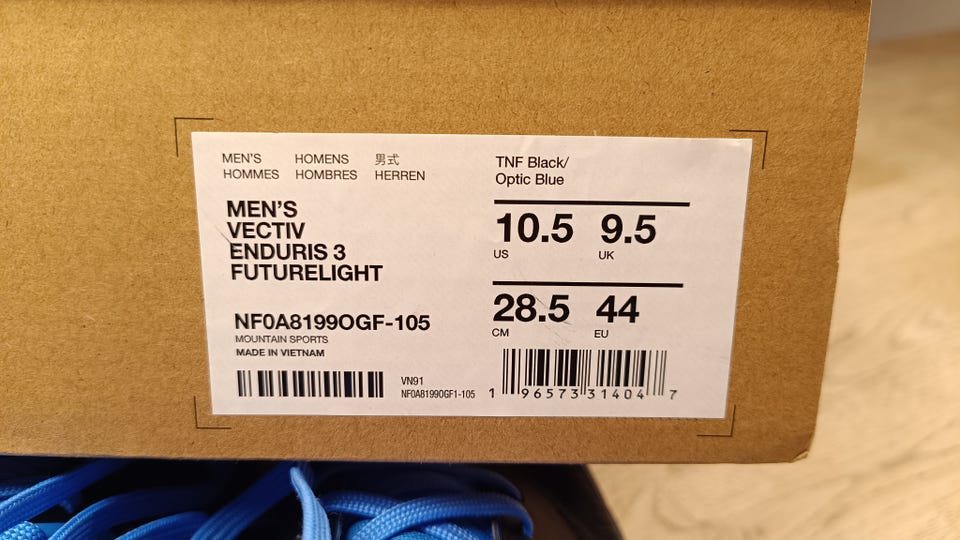 MEN'S HOMENS 男式
HOMMES HOMBRES HERREN
MEN'S
VECTIV
ENDURIS 3
FUTURELIGHT
NF0A8199OGF-105
MOUNTAIN SPORTS
MADE IN VIETNAM
VN91
NF0A8199OGF1-105
TNF Black/
Optic Blue
10.5 9.5
US UK
28.5 44
CM EU
1 96573 31404 7